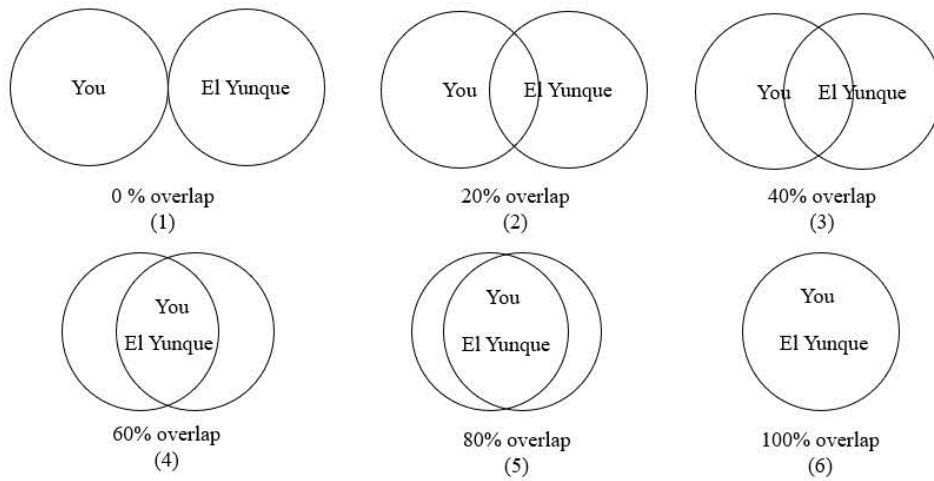 You
El Yunque
0 % overlap
(1)
You
El Yunque
20% overlap
(2)
You
El Yunque
40% overlap
(3)
You
El Yunque
60% overlap
(4)
You
El Yunque
80% overlap
(5)
You
El Yunque
100% overlap
(6)